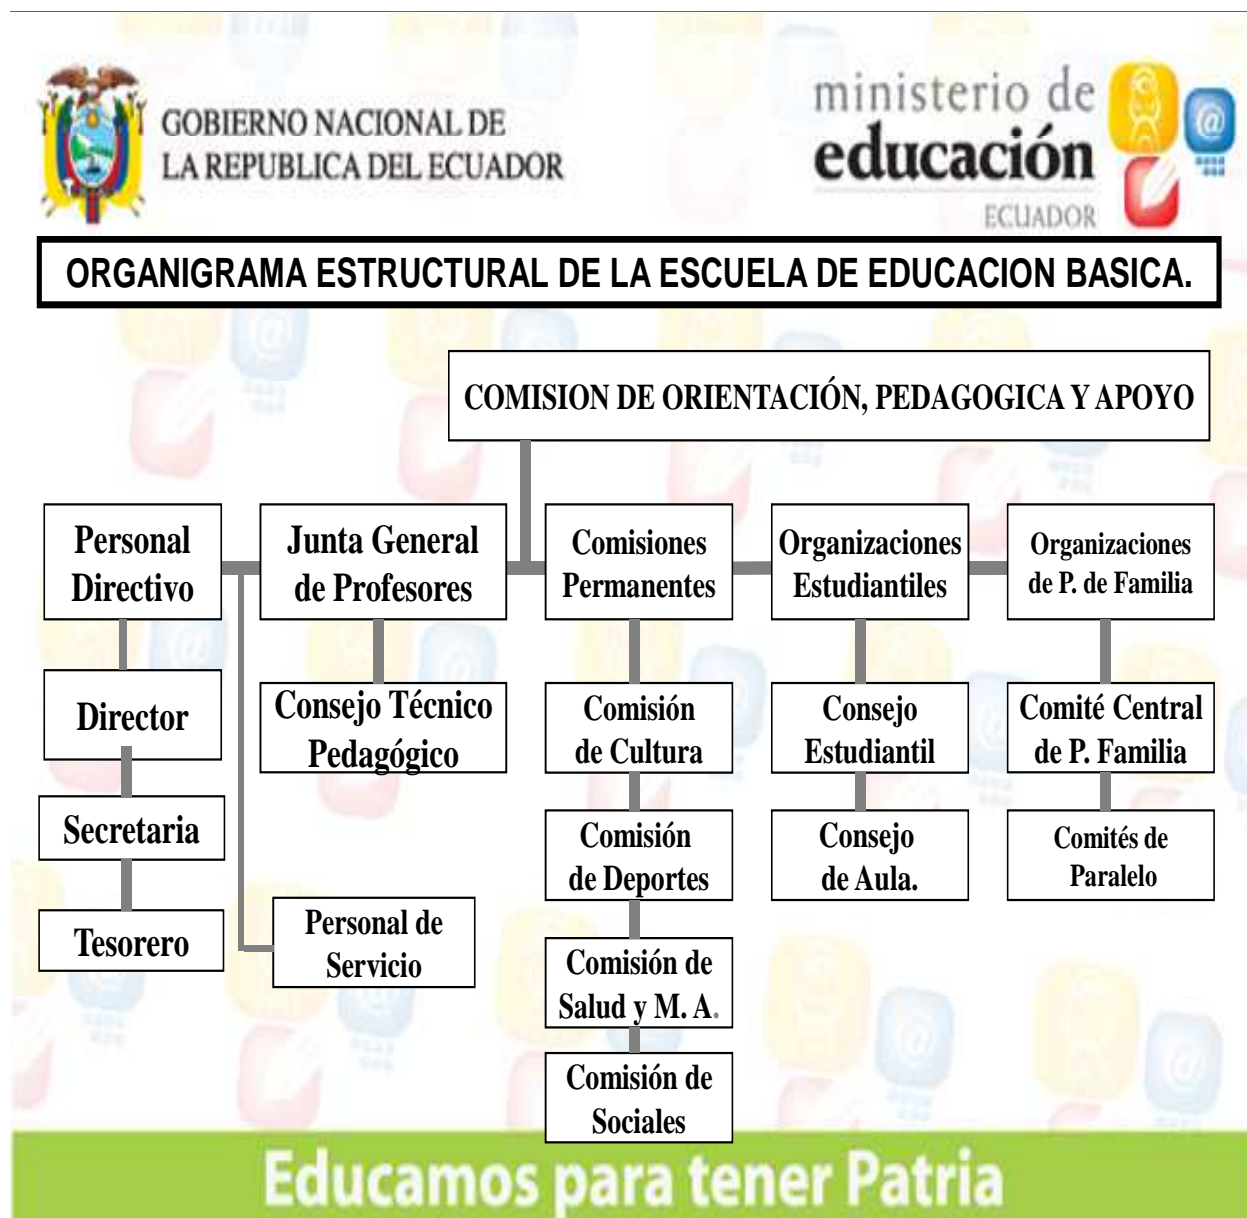 GOBIERNO NACIONAL DE
LA REPUBLICA DEL ECUADOR
ministerio de
educación
ECUADOR
ORGANIGRAMA ESTRUCTURAL DE LA ESCUELA DE EDUCACION BASICA.
COMISION DE ORIENTACIÓN, PEDAGOGICA Y APOYO
Personal
Directivo
Junta General
de Profesores
Comisiones
Permanentes
Organizaciones
Estudiantiles
Organizaciones
de P. de Familia
Director
Consejo Técnico
Pedagógico
Comisión
de Cultura
Consejo
Estudiantil
Comité Central
de P. Familia
Secretaria
Comisión
de Deportes
Consejo
de Aula.
Comités de
Paralelo
Tesorero
Personal de
Servicio
Comisión de
Salud y M. A.
Comisión de
Sociales
Educamos para tener Patria